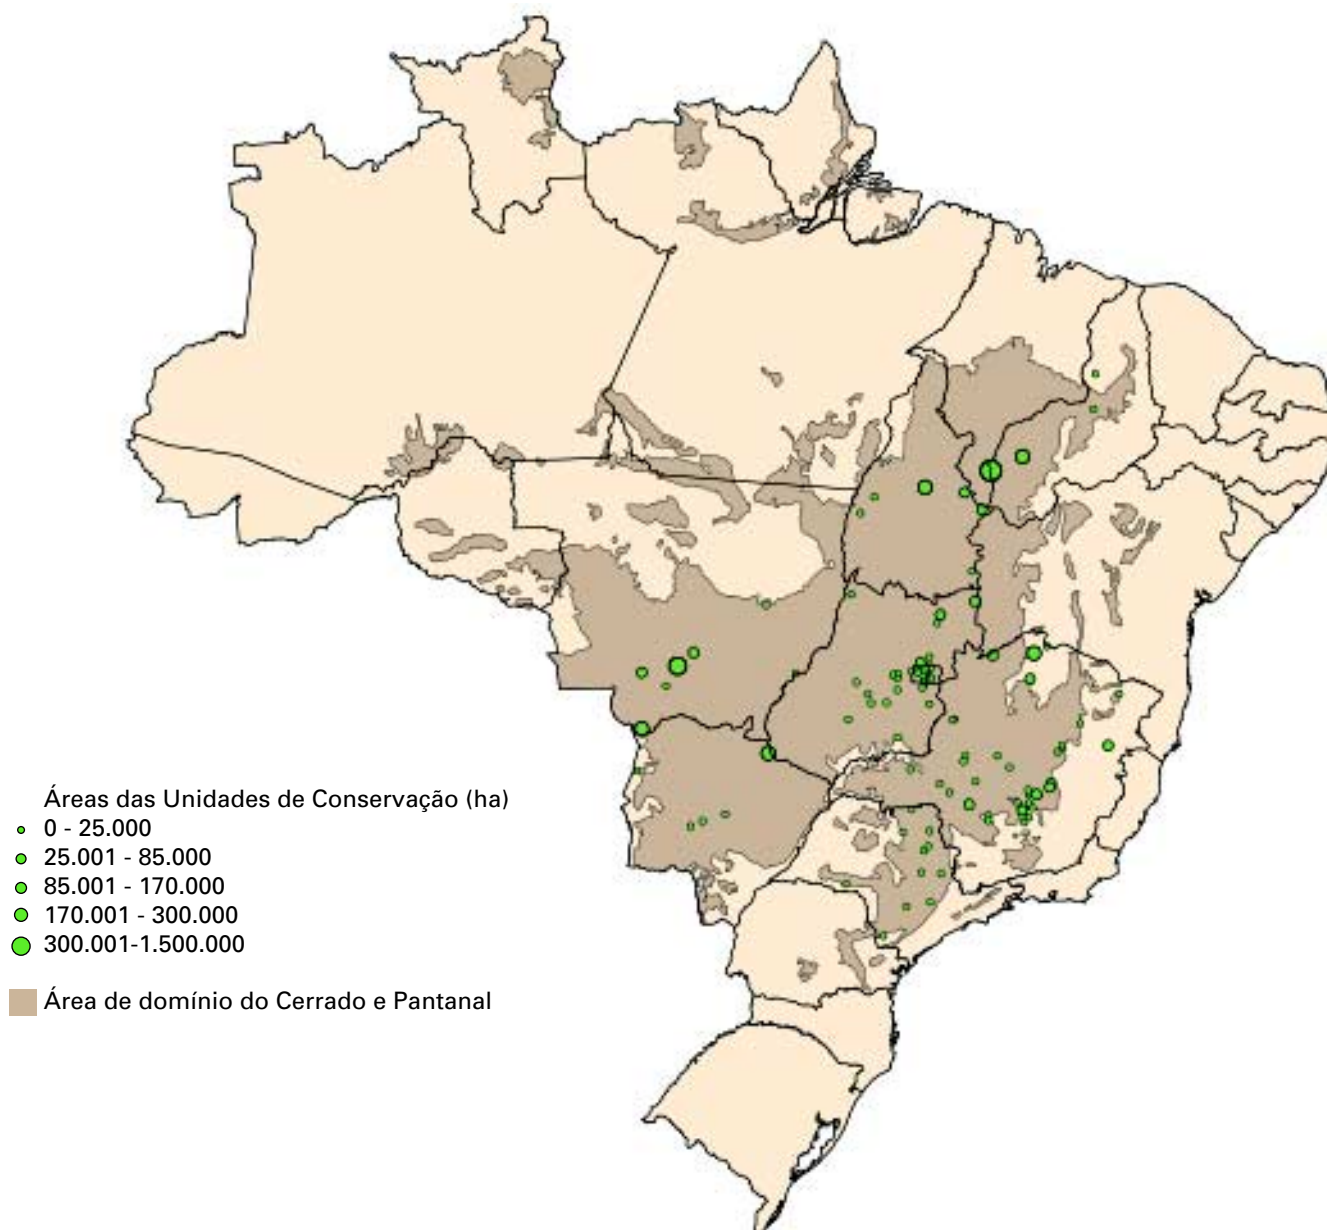 Áreas das Unidades de Conservação (ha)
0 - 25.000
25.001 - 85.000
85.001 - 170.000
170.001 - 300.000
300.001-1.500.000
Área de domínio do Cerrado e Pantanal